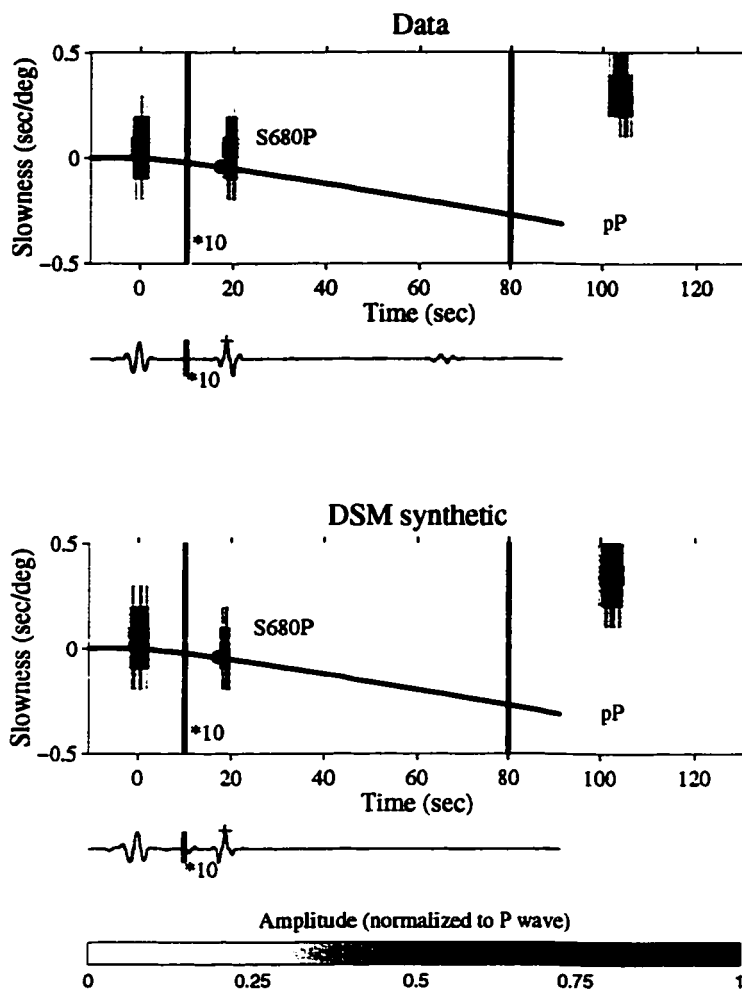 Data
0.5
0
-0.5
Slowness (sec/deg)
S680P
*10
pP
0 20 40 60 80 100 120
Time (sec)
*10
DSM synthetic
0.5
0
-0.5
Slowness (sec/deg)
S680P
*10
pP
0 20 40 60 80 100 120
Time (sec)
*10
Amplitude (normalized to P wave)
0 0.25 0.5 0.75 1